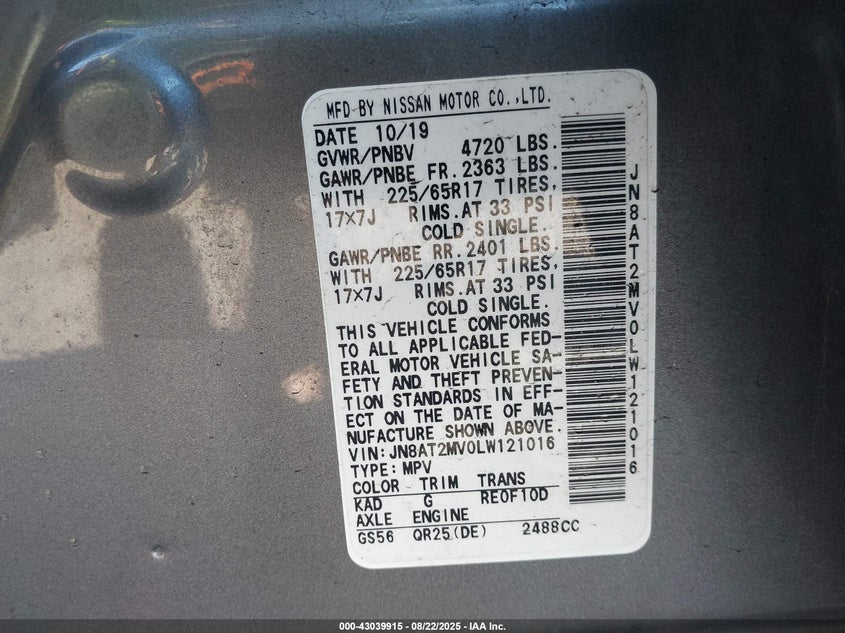 MFD BY NISSAN MOTOR CO.,LTD.
DATE 10/19
GVWR/PNBV 4720 LBS.
GAWR/PNBE FR. 2363 LBS.
WITH 225/65R17 TIRES,
17X7J RIMS.AT 33 PSI
COLD SINGLE.
GAWR/PNBE RR. 2401 LBS.
WITH 225/65R17 TIRES,
17X7J RIMS.AT 33 PSI
COLD SINGLE.
THIS VEHICLE CONFORMS
TO ALL APPLICABLE FED-
ERAL MOTOR VEHICLE SA-
FETY AND THEFT PREVEN-
TION STANDARDS IN EFF-
ECT ON THE DATE OF MA-
NUFACTURE SHOWN ABOVE.
VIN:JN8AT2MV0LW121016
TYPE:MPV
COLOR TRIM TRANS
KAD G RE0F10D
AXLE ENGINE
GS56 QR25(DE) 2488CC
JN8AT2MV0LW121016
000-43039915 - 08/22/2025 - IAA Inc.